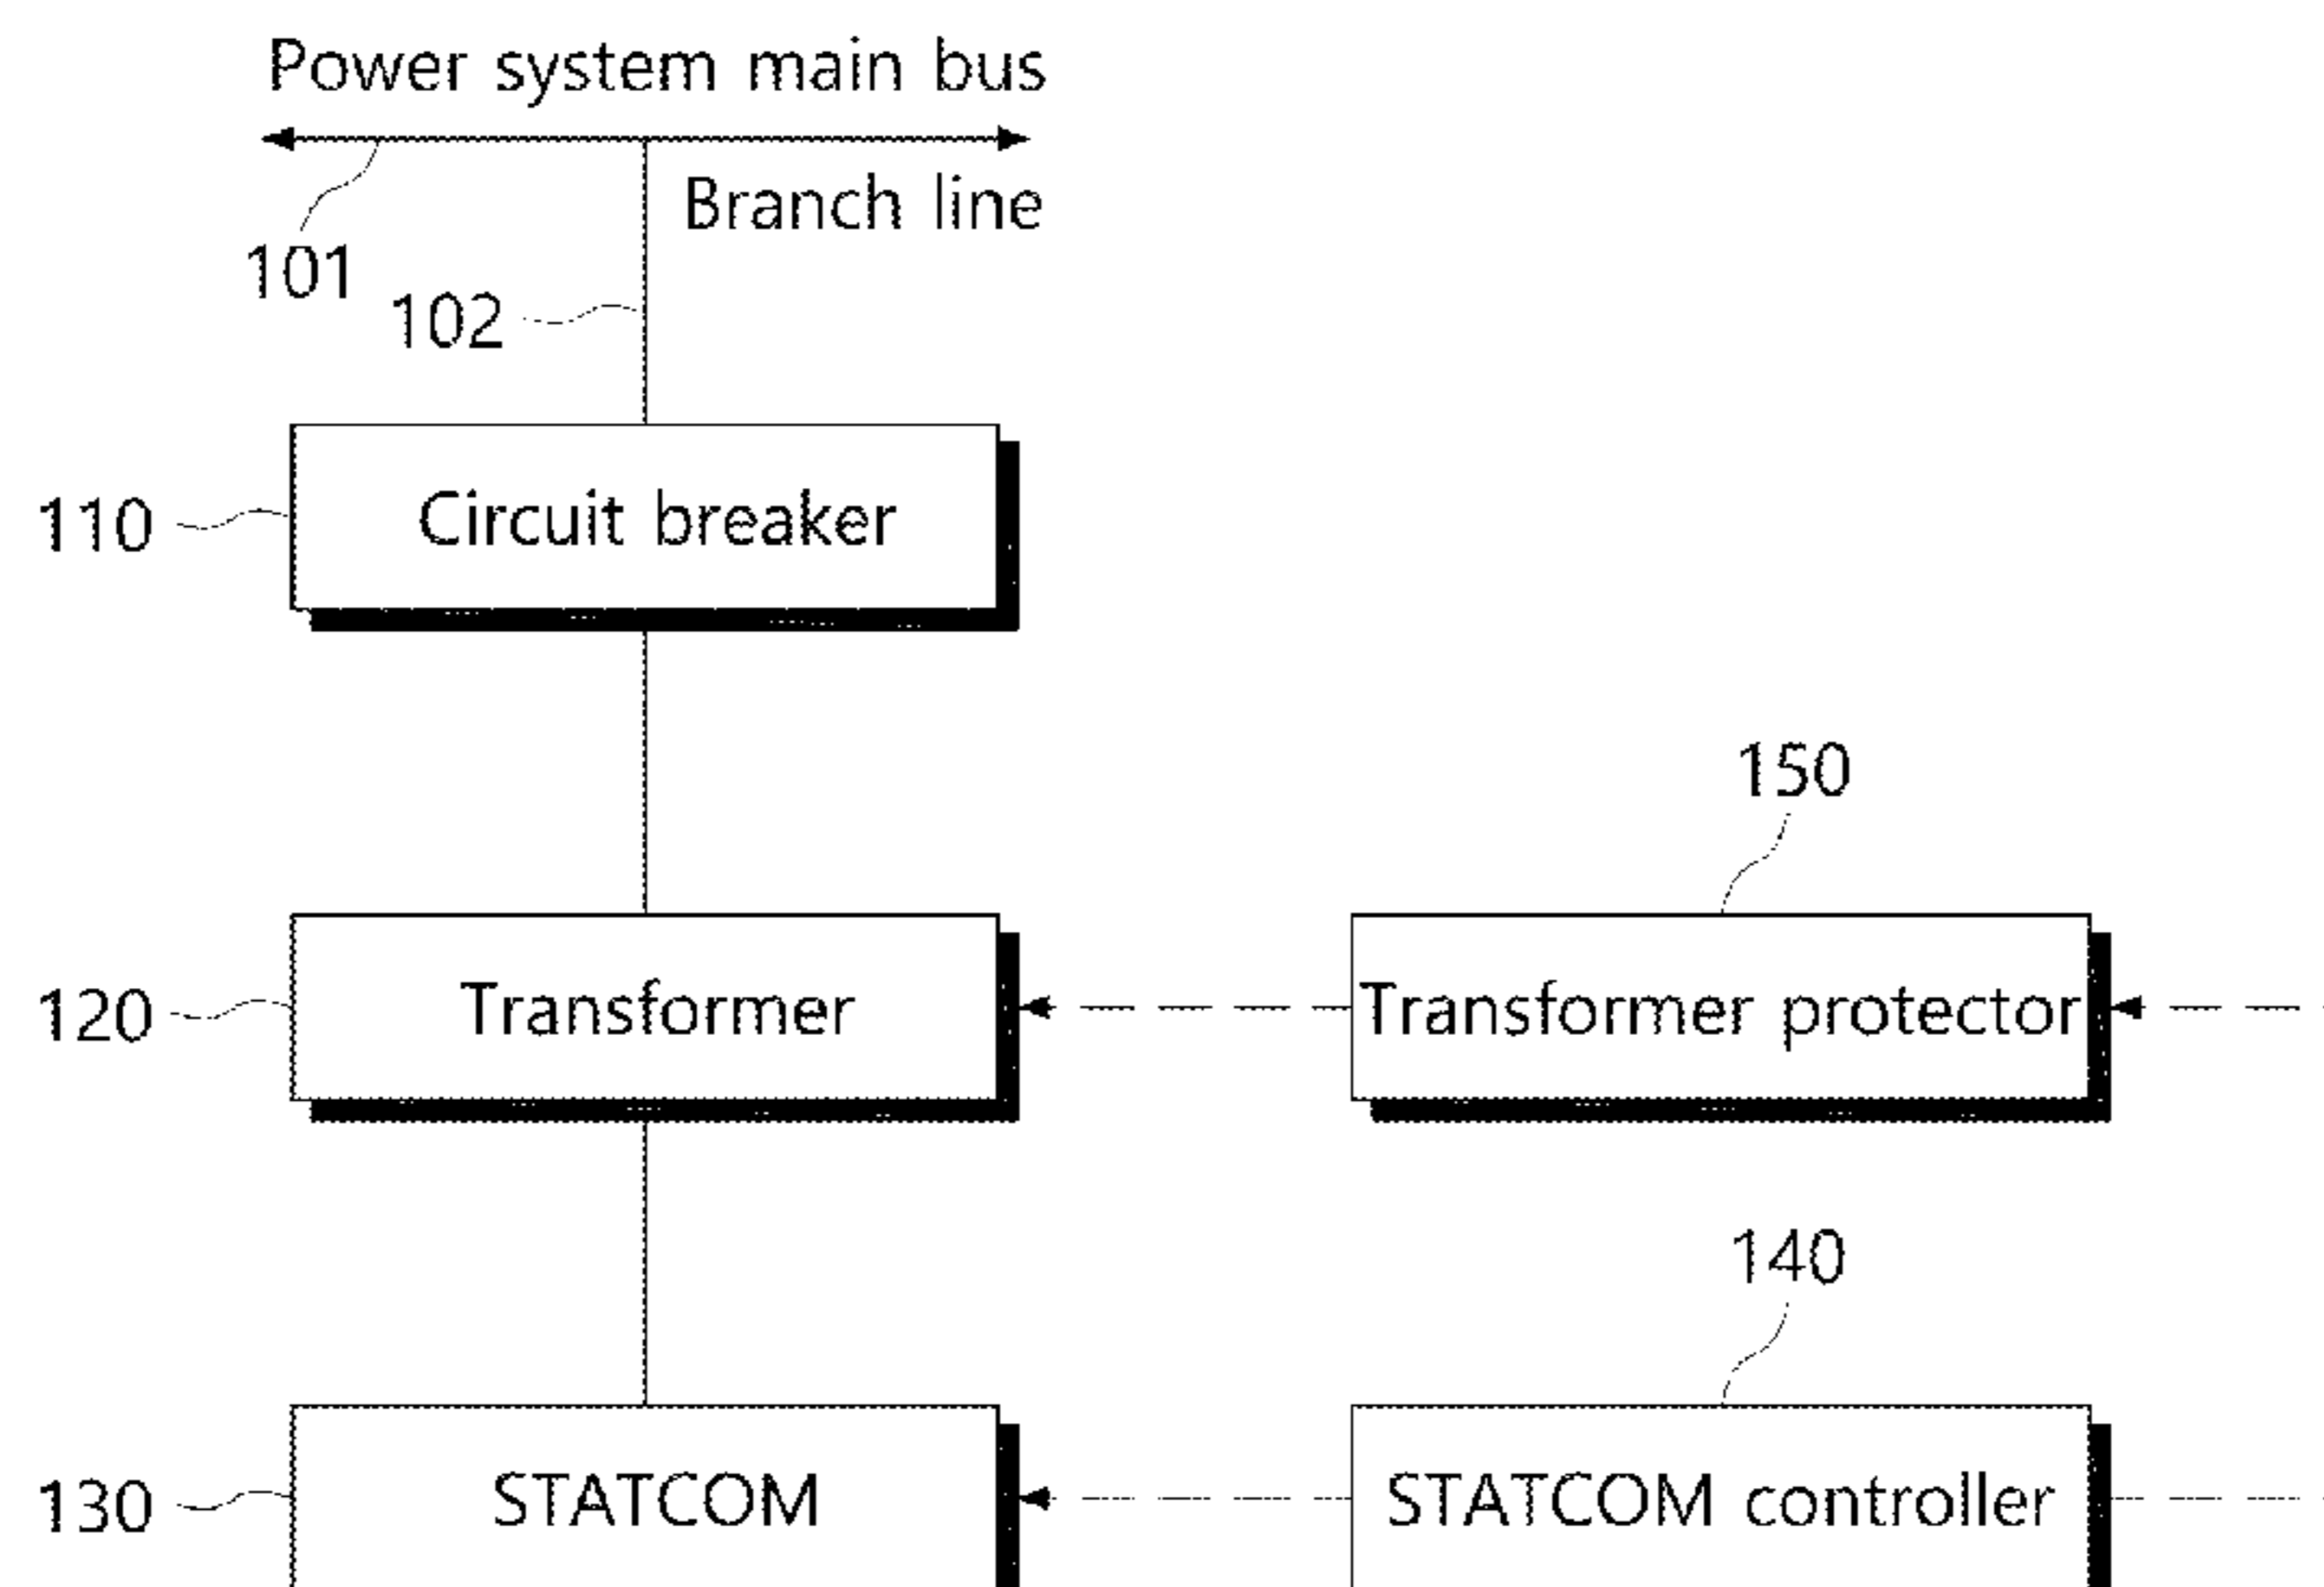 Power system main bus
Branch line
101
102
110
Circuit breaker
150
120
Transformer
Transformer protector
140
130
STATCOM
STATCOM controller